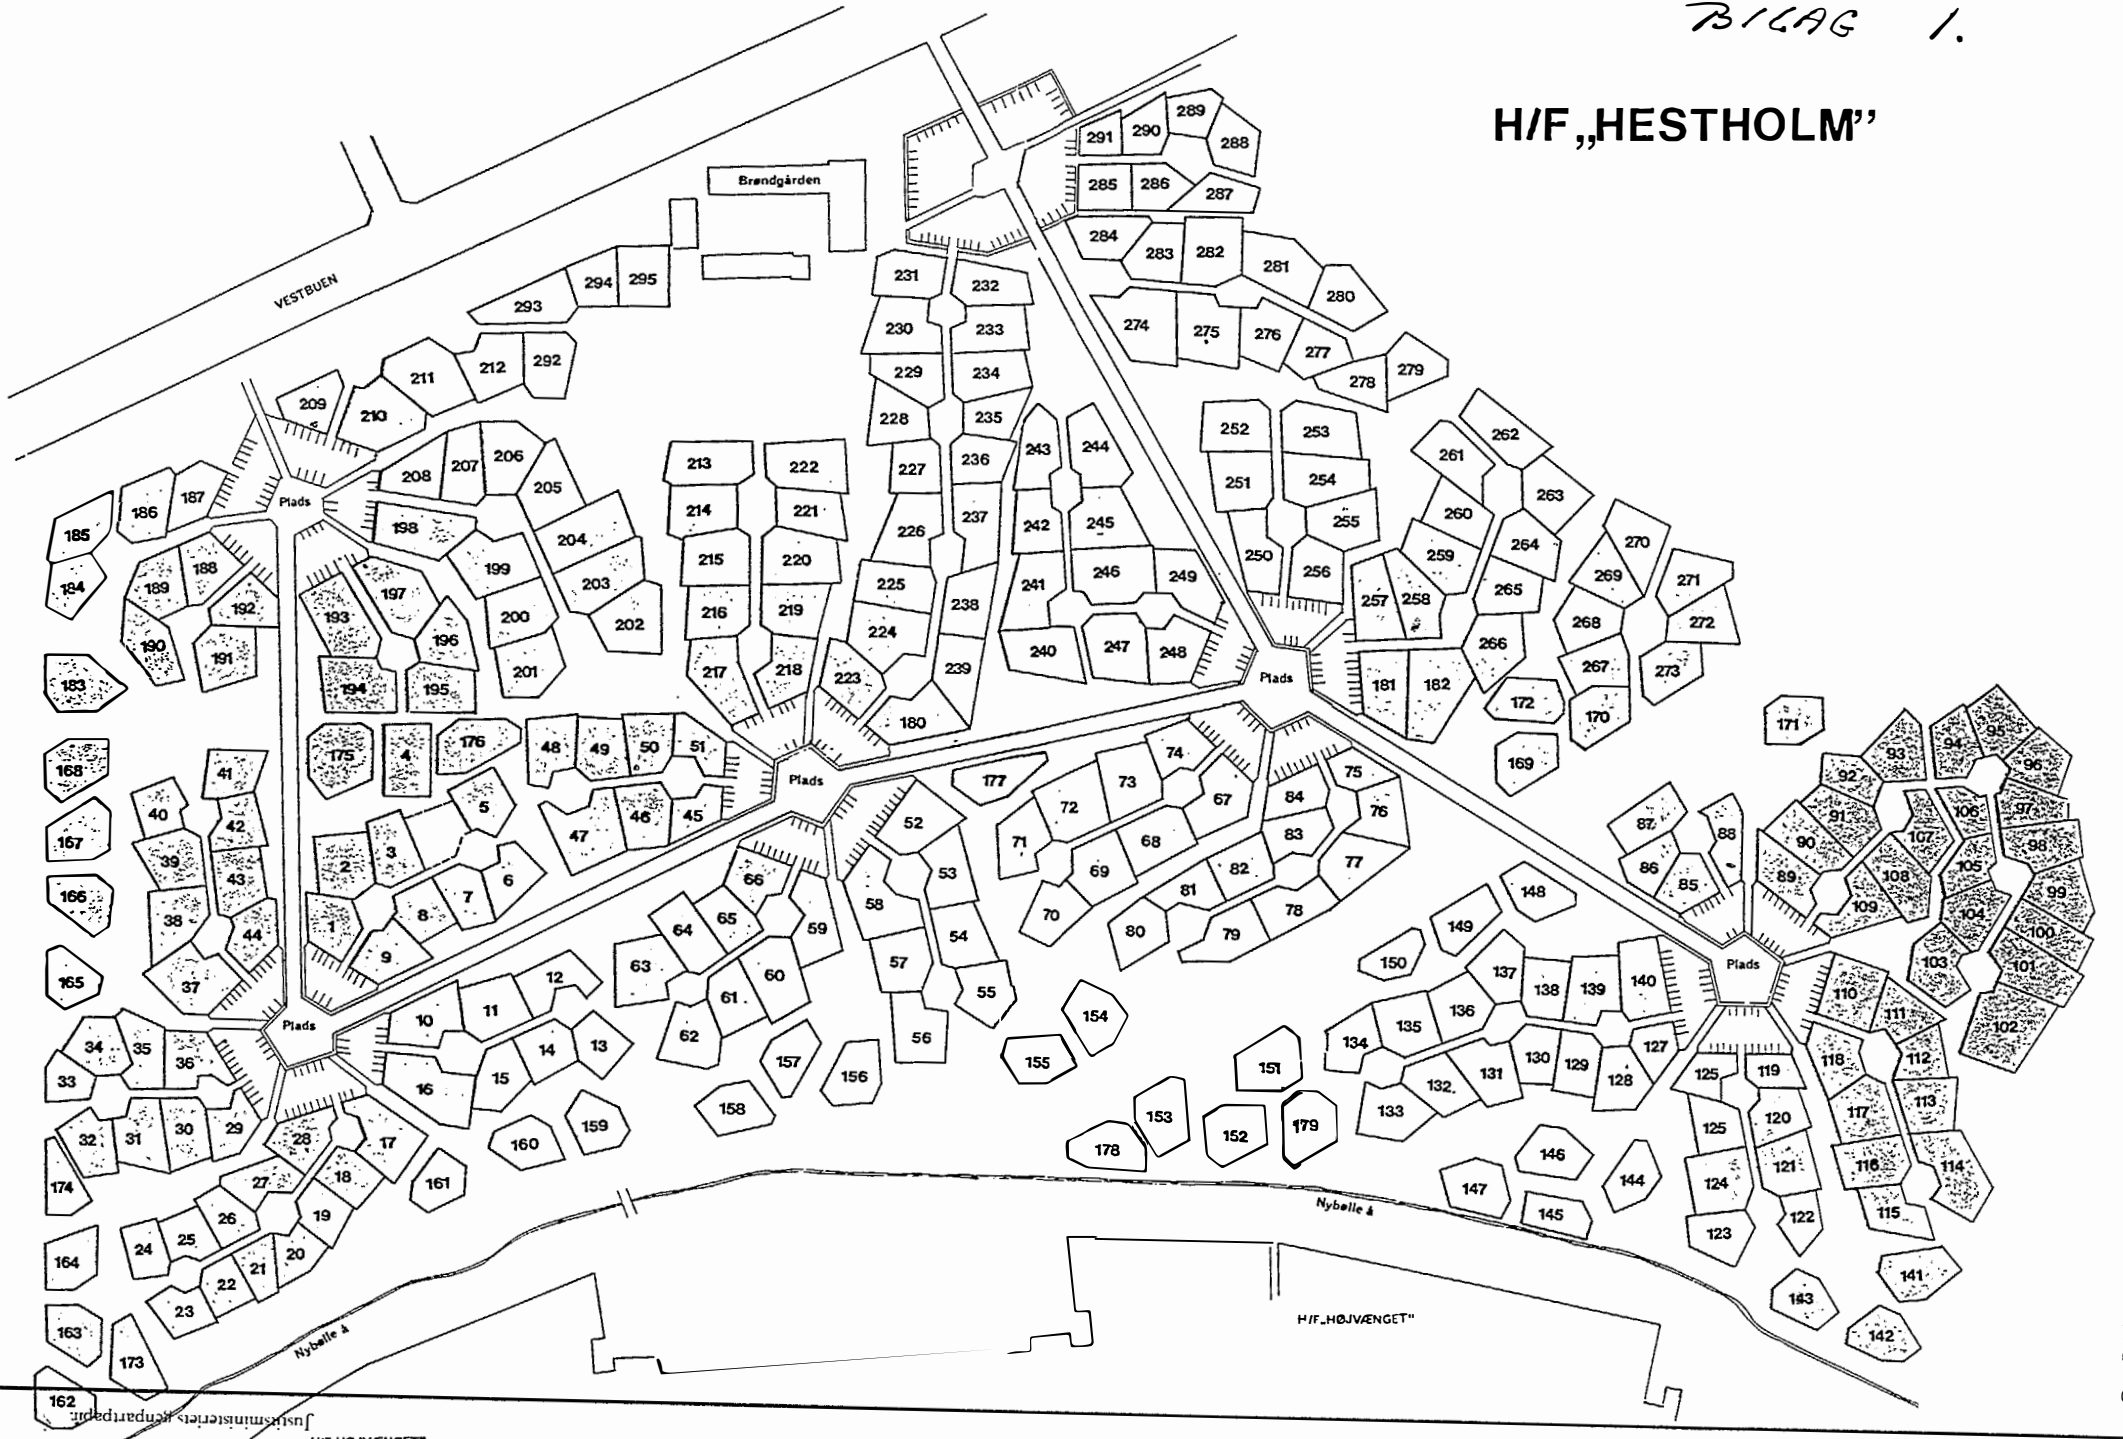 BILAG 1.
H/F „HESTHOLM”
289
291 290 288
Brøndgården
285 286 287
284 283 282 281 280
VESTBUEN
293 294 295
231 232
230 233
229 234
228 235
274 275 276 277 278 279
209 210 211 212 292
208 207 206 205
187 186 185 184
Plads
198 199 204 203 202
188 189 190 191 192
193 197 196 200 201
194 195
183
213 222
214 221
215 220
216 219
217 218 223
227 236
226 237
225 238
224 239
180
243 244
242 245
241 246 249
240 247 248
252 253
251 254
250 255
256
257 258
259 260 261 262
263 264 265 266
181 182
Plads
270 269 268 267
271 272 273
172 170 169 171
168 167 166 165
175 4 176
48 49 50 51
47 46 45
Plads
41 40 42
39 43
38 44
37
2 3 5
1 9 8 7 6
177
52 53 54 55 56 57 58 59
66 65 64 63
60 61 62
74 73 72 71
67 68 69 70
75 76 77 78 79
84 83 82 81 80
93 94 95 96
92 91 90 89
97 98 99 100 101 102
106 107 108 109
105 104 103
87 88
86 85
148 149 150
Plads
Plads
34 35 36
33
32 31 30 29
10 11 12
16 15 14 13
28 17
27 18
26 19
24 25 20
23 22 21
174 164 163 173 162
161 160 159 158 157 156
155 154
151 152 153 178 179
137 138 139 140
134 135 136
133 132 131 130 129 128 127
110 111
118 112
117 113
116 114
115
125 119
125 120
124 121
123 122
147 146 145 144
143 141 142
Nybølle å
Nybølle å
H/F„HØJVÆNGET”
Justitsministeriets genpartpapir.